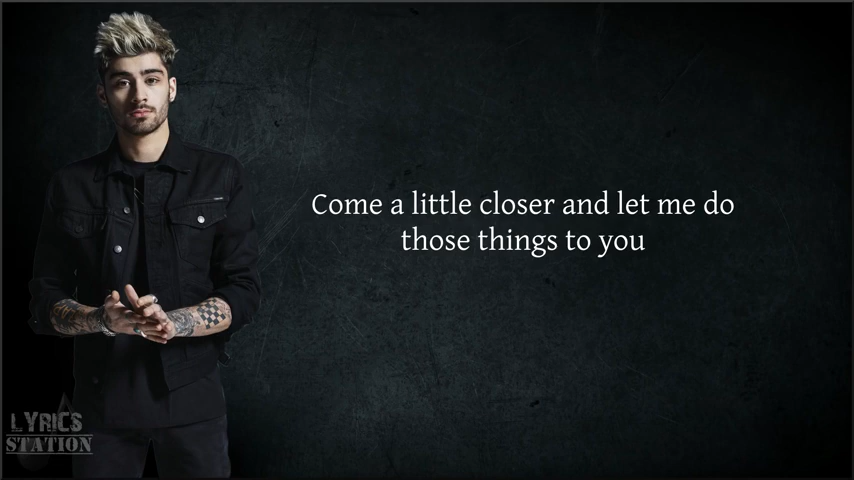 Come a little closer and let me do
those things to you
LYRICS
STATION